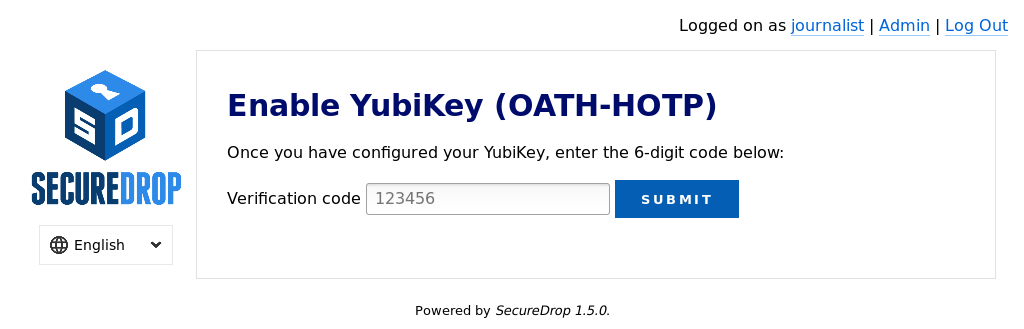 Logged on as journalist | Admin | Log Out
SECUREDROP
English
Enable YubiKey (OATH-HOTP)
Once you have configured your YubiKey, enter the 6-digit code below:
Verification code 123456 SUBMIT
Powered by SecureDrop 1.5.0.